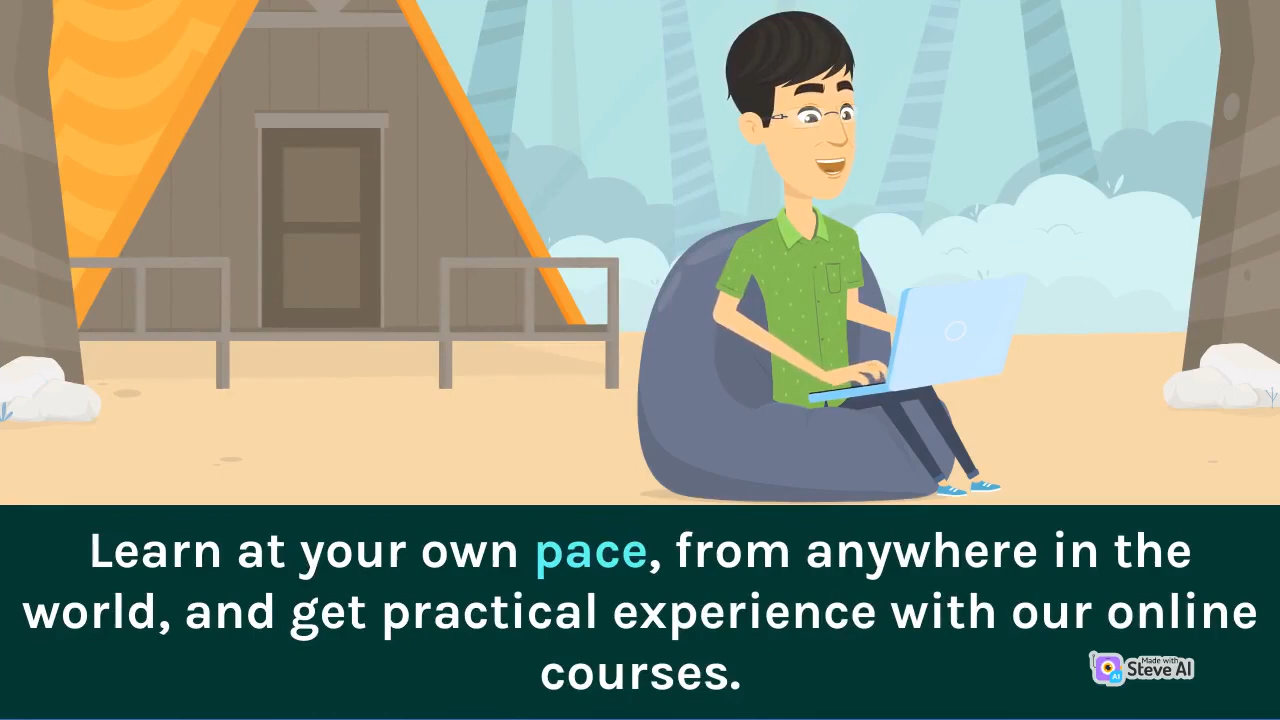 Learn at your own pace, from anywhere in the
world, and get practical experience with our online
courses.
Made with
Steve AI
AI